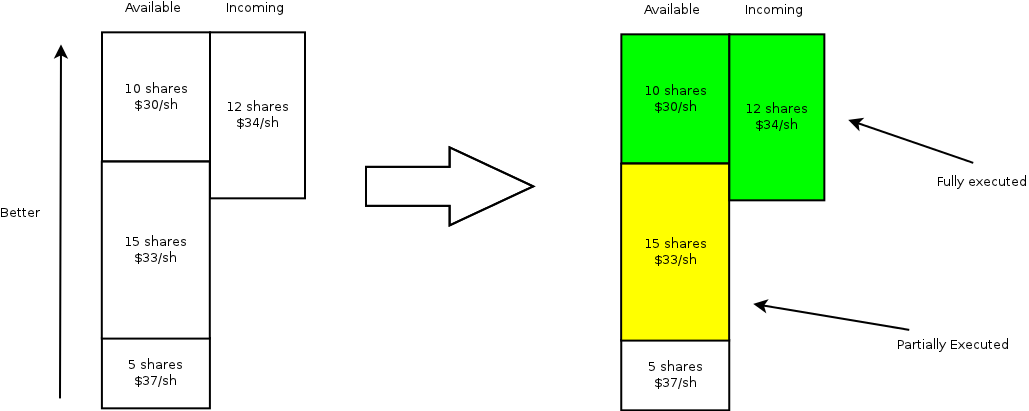 Available
Incoming
10 shares
$30/sh
12 shares
$34/sh
Better
15 shares
$33/sh
5 shares
$37/sh
Available
Incoming
10 shares
$30/sh
12 shares
$34/sh
Fully executed
15 shares
$33/sh
Partially Executed
5 shares
$37/sh